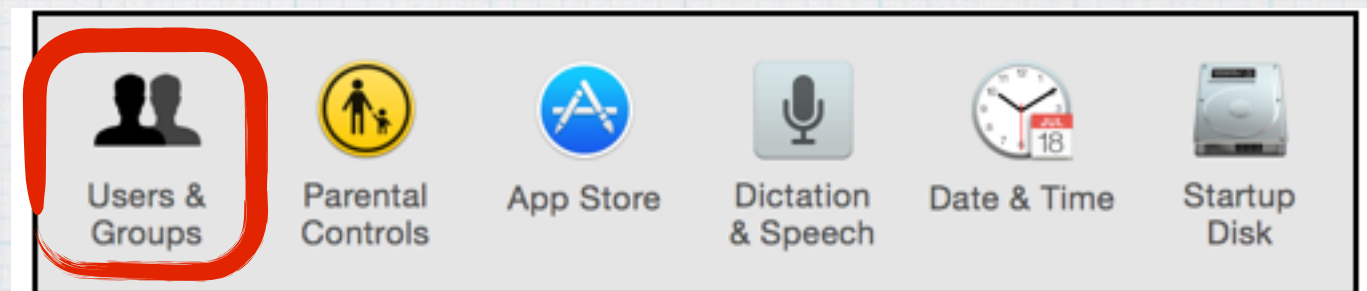 JUL
18
Users &
Groups
Parental
Controls
App Store
Dictation
& Speech
Date & Time
Startup
Disk